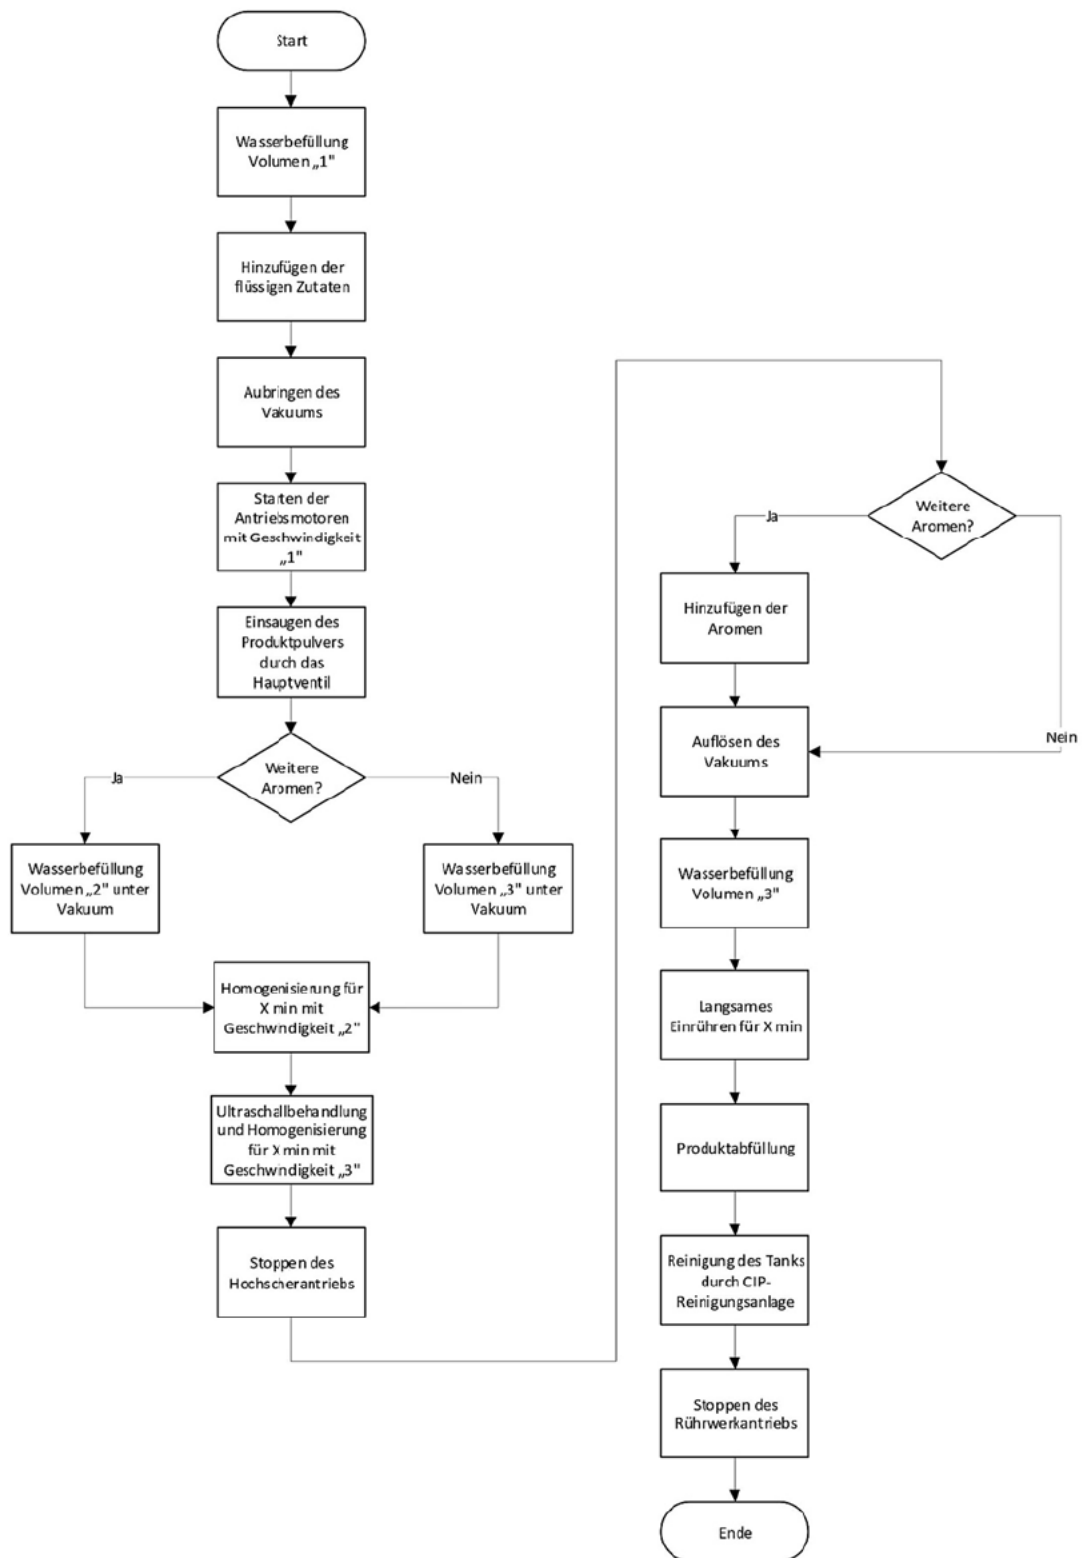 Start
Wasserbefüllung
Volumen „1"
Hinzufügen der
flüssigen Zutaten
Aubringen des
Vakuums
Starten der
Antriebsmotoren
mit Geschwindigkeit
„1"
Einsaugen des
Produktpulvers
durch das
Hauptventil
Weitere
Aromen?
Ja
Nein
Wasserbefüllung
Volumen „2" unter
Vakuum
Wasserbefüllung
Volumen „3" unter
Vakuum
Homogenisierung für
X min mit
Geschwindigkeit „2"
Ultraschallbehandlung
und Homogenisierung
für X min mit
Geschwindigkeit „3"
Stoppen des
Hochscherantriebs
Weitere
Aromen?
Ja
Nein
Hinzufügen der
Aromen
Auflösen des
Vakuums
Wasserbefüllung
Volumen „3"
Langsames
Einrühren für X min
Produktabfüllung
Reinigung des Tanks
durch CIP-
Reinigungsanlage
Stoppen des
Rührwerkantriebs
Ende